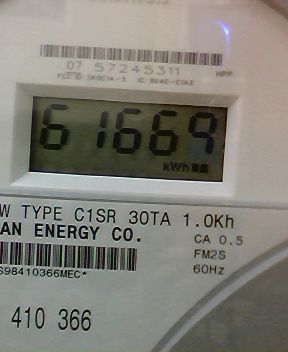 07 57245311 HPP
61669
kWh
W TYPE C1SR 30TA 1.0Kh
AN ENERGY CO.
CA 0.5
FM2S
60Hz
S98410366MEC*
410 366